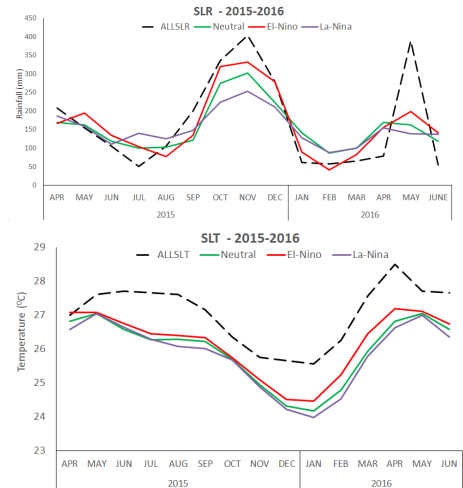 SLR - 2015-2016
ALLSLR Neutral El-Nino La-Nina
Rainfall (mm)
450
400
350
300
250
200
150
100
50
0
APR MAY JUN JUL AUG SEP OCT NOV DEC JAN FEB MAR APR MAY JUNE
2015 2016
SLT - 2015-2016
ALLSLT Neutral El-Nino La-Nina
Temperature (⁰C)
29
28
27
26
25
24
23
APR MAY JUN JUL AUG SEP OCT NOV DEC JAN FEB MAR APR MAY JUN
2015 2016